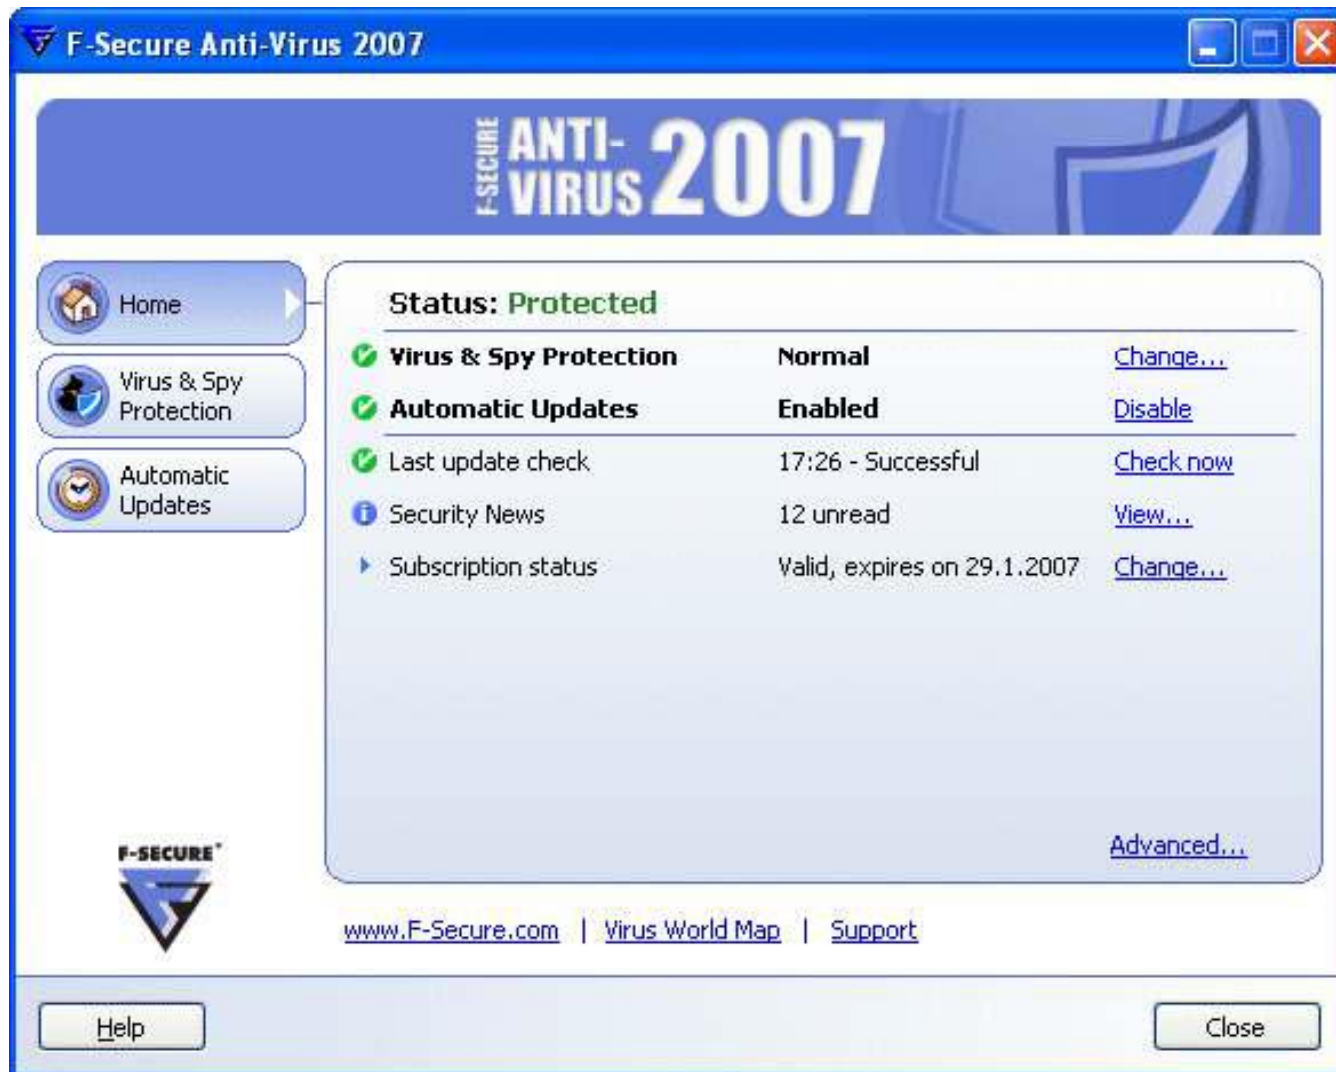 F-Secure Anti-Virus 2007
F-SECURE ANTI-VIRUS 2007
Home
Virus & Spy
Protection
Automatic
Updates
Status: Protected
Virus & Spy Protection Normal Change...
Automatic Updates Enabled Disable
Last update check 17:26 - Successful Check now
Security News 12 unread View...
Subscription status Valid, expires on 29.1.2007 Change...
Advanced...
F-SECURE®
www.F-Secure.com | Virus World Map | Support
Help Close